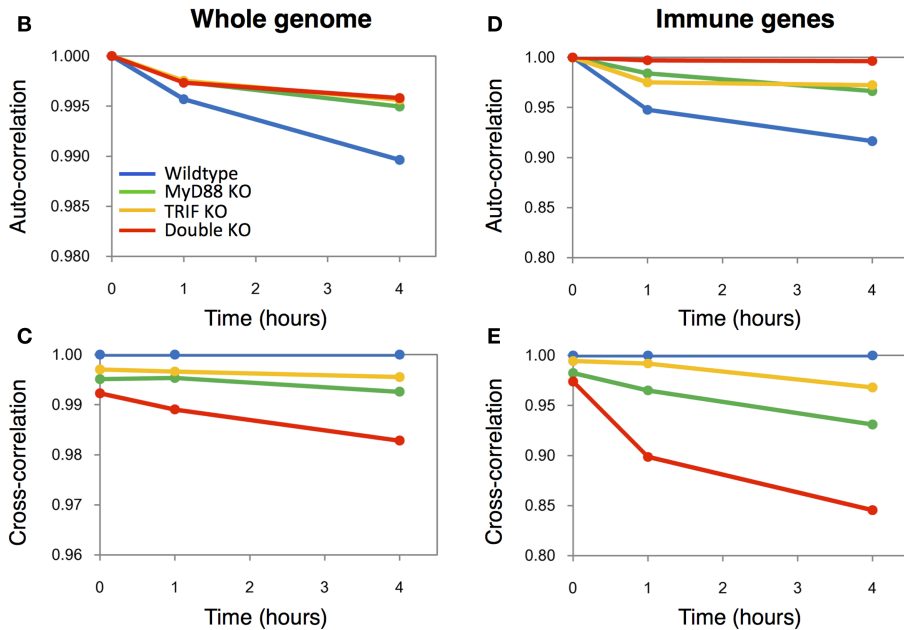 B
Whole genome
Auto-correlation
1.000
0.995
0.990
0.985
0.980
Wildtype
MyD88 KO
TRIF KO
Double KO
0 1 2 3 4
Time (hours)
D
Immune genes
Auto-correlation
1.00
0.95
0.90
0.85
0.80
0 1 2 3 4
Time (hours)
C
Cross-correlation
1.00
0.99
0.98
0.97
0.96
0 1 2 3 4
Time (hours)
E
Cross-correlation
1.00
0.95
0.90
0.85
0.80
0 1 2 3 4
Time (hours)